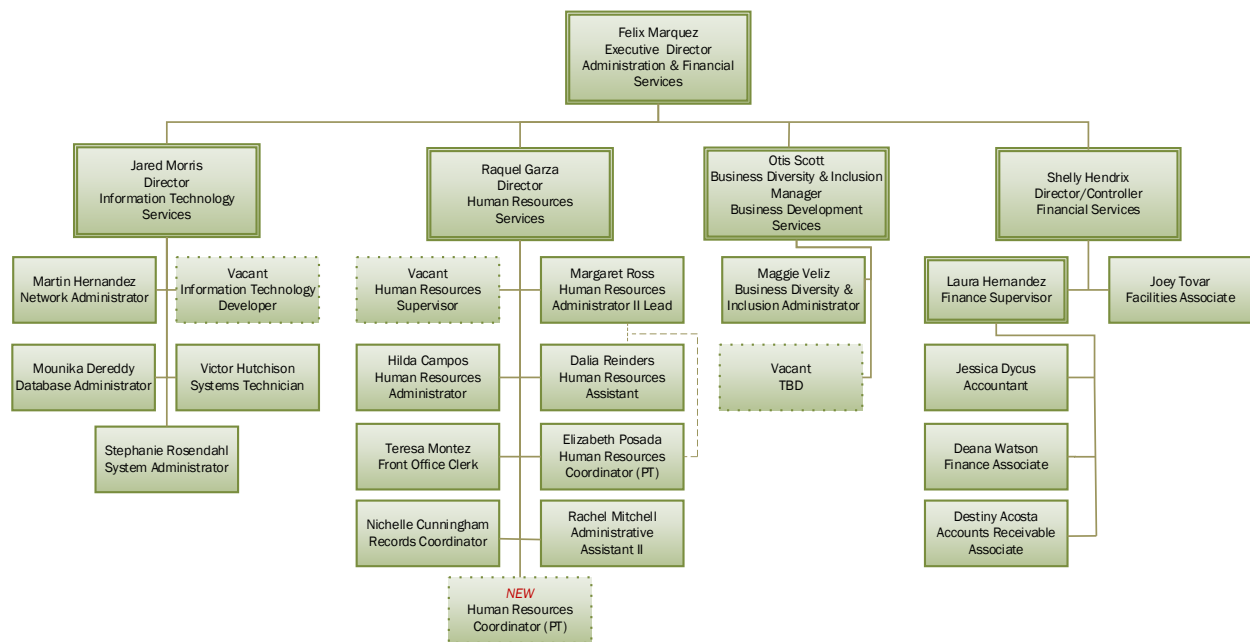 Felix Marquez
Executive Director
Administration & Financial
Services
Jared Morris
Director
Information Technology
Services
Raquel Garza
Director
Human Resources
Services
Otis Scott
Business Diversity & Inclusion
Manager
Business Development
Services
Shelly Hendrix
Director/Controller
Financial Services
Martin Hernandez
Network Administrator
Vacant
Information Technology
Developer
Mounika Dereddy
Database Administrator
Victor Hutchison
Systems Technician
Stephanie Rosendahl
System Administrator
Vacant
Human Resources
Supervisor
Margaret Ross
Human Resources
Administrator II Lead
Hilda Campos
Human Resources
Administrator
Dalia Reinders
Human Resources
Assistant
Teresa Montez
Front Office Clerk
Elizabeth Posada
Human Resources
Coordinator (PT)
Nichelle Cunningham
Records Coordinator
Rachel Mitchell
Administrative
Assistant II
NEW
Human Resources
Coordinator (PT)
Maggie Veliz
Business Diversity &
Inclusion Administrator
Vacant
TBD
Laura Hernandez
Finance Supervisor
Joey Tovar
Facilities Associate
Jessica Dycus
Accountant
Deana Watson
Finance Associate
Destiny Acosta
Accounts Receivable
Associate